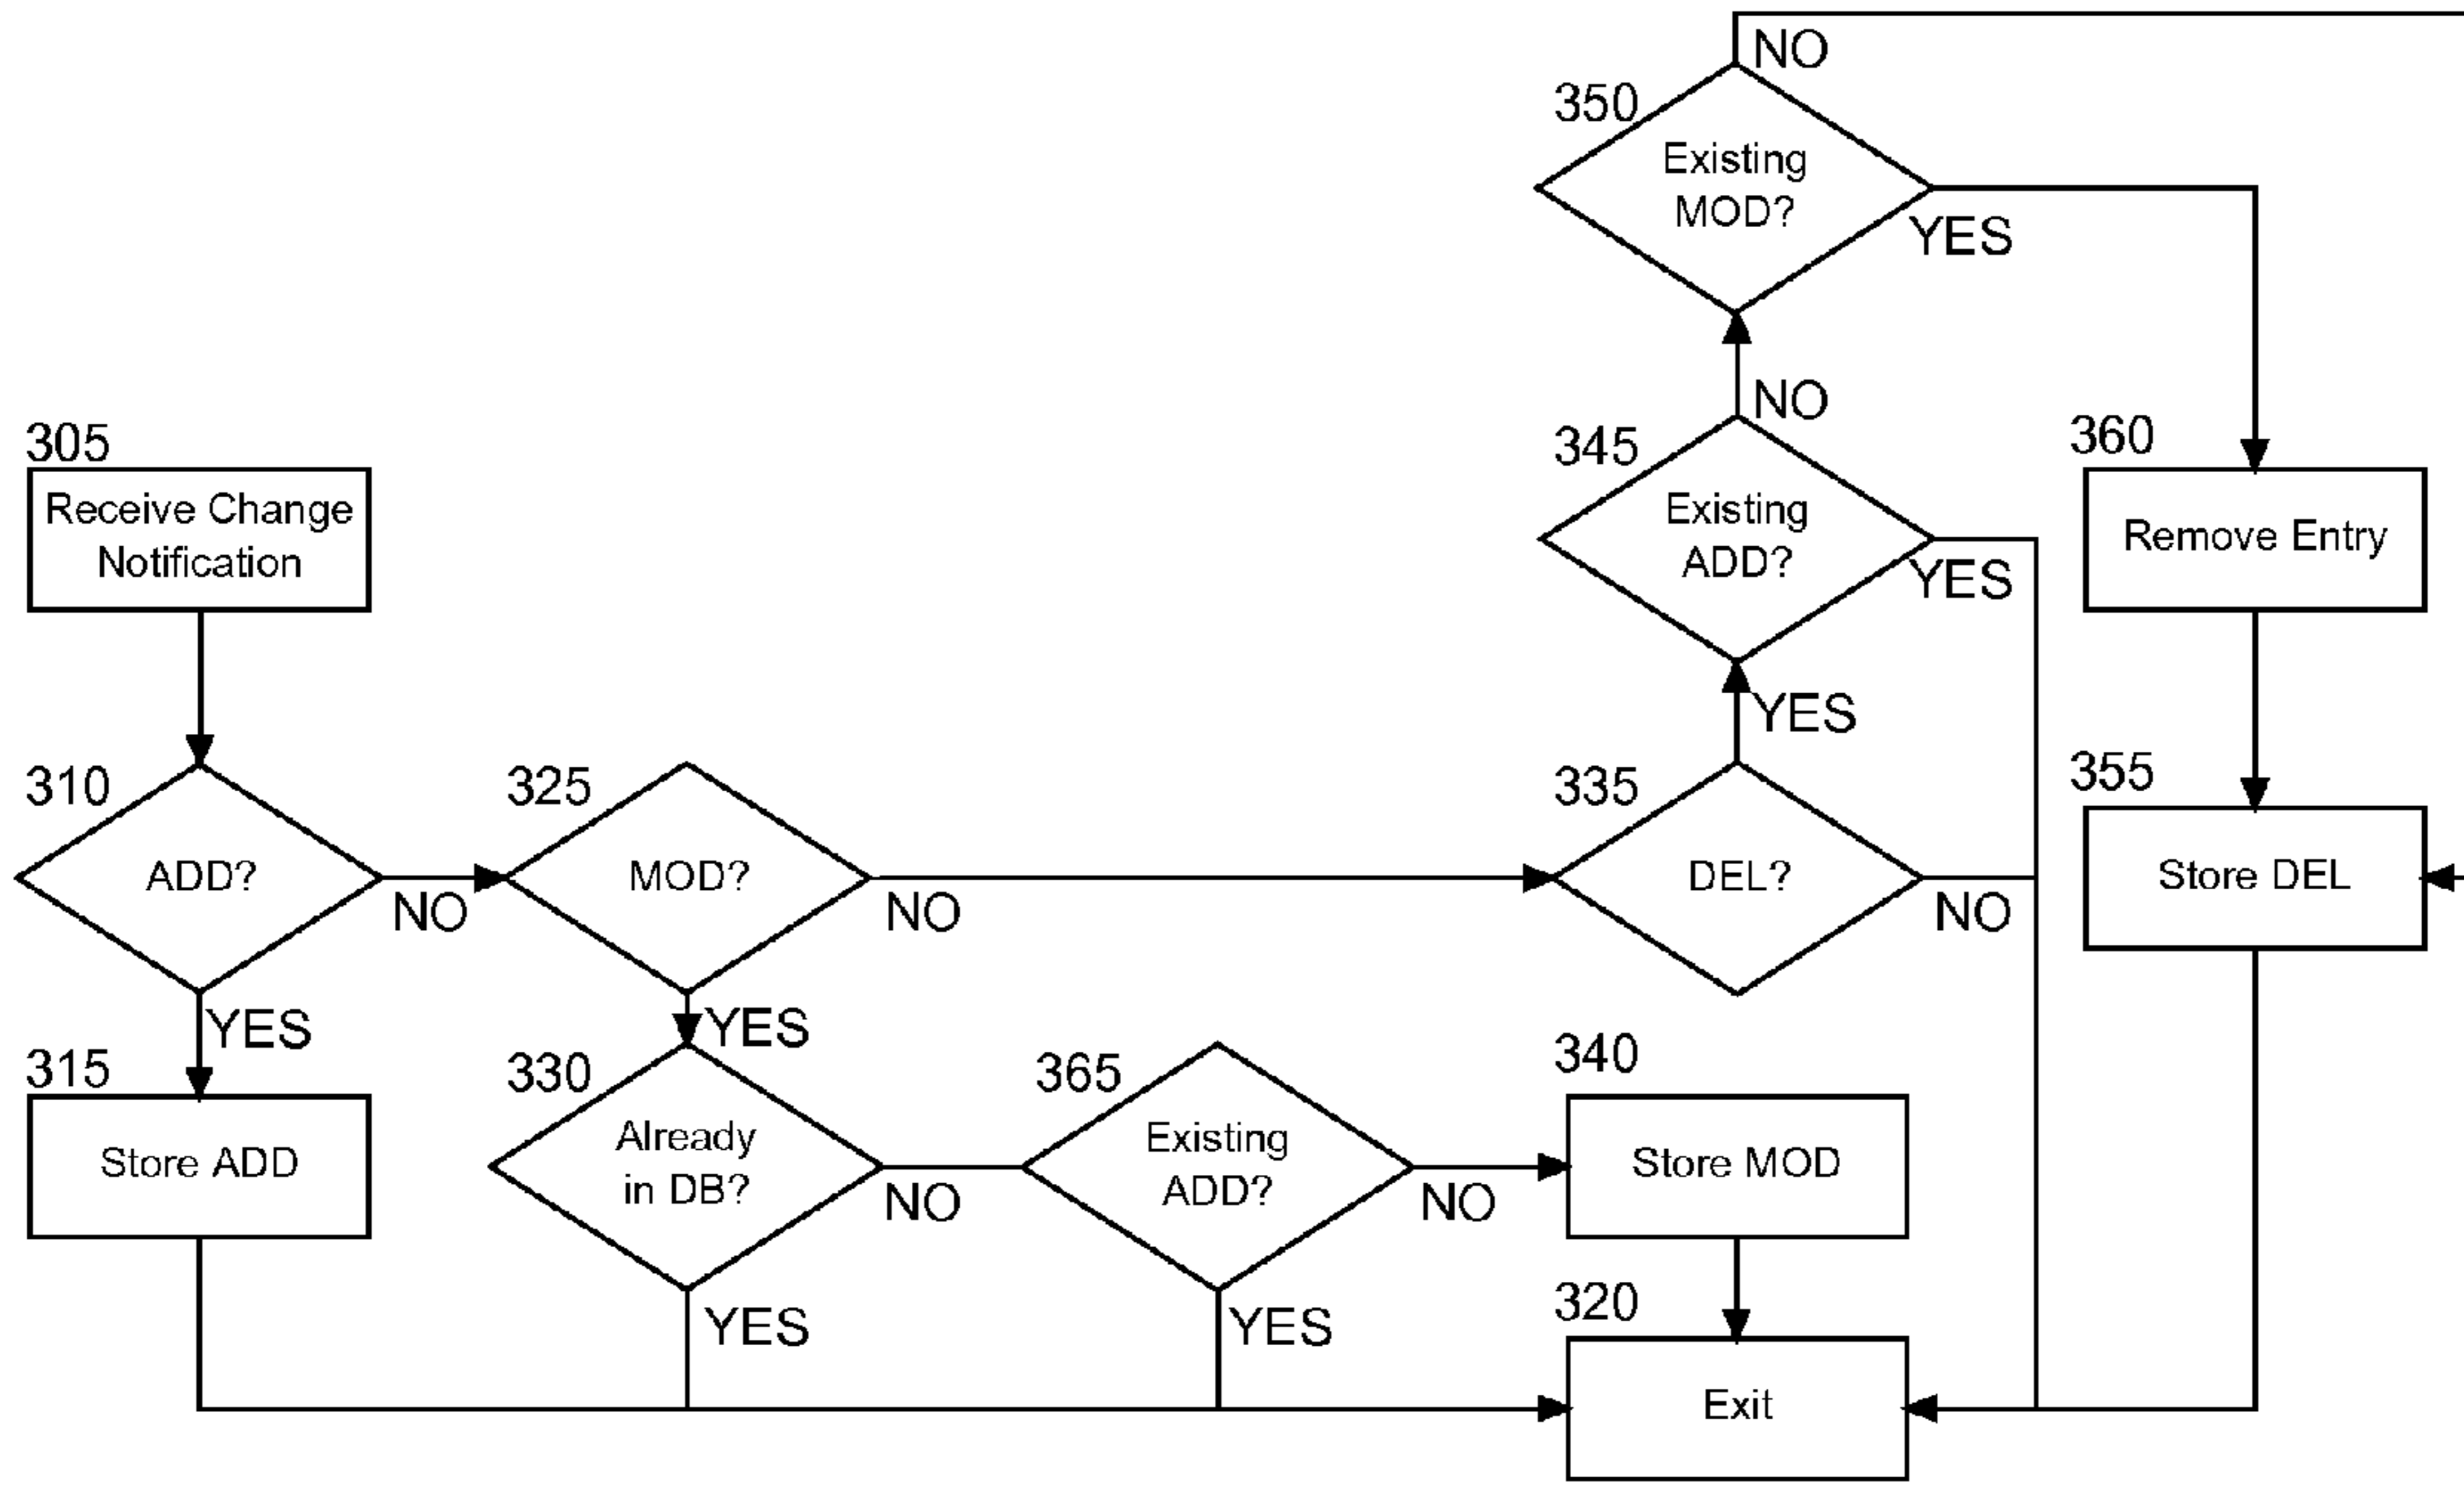 NO
350
Existing
MOD?
YES
NO
305
Receive Change
Notification
345
Existing
ADD?
YES
360
Remove Entry
YES
310
ADD?
NO
325
MOD?
NO
335
DEL?
NO
355
Store DEL
YES
315
Store ADD
YES
330
Already
in DB?
NO
365
Existing
ADD?
NO
340
Store MOD
YES
YES
320
Exit